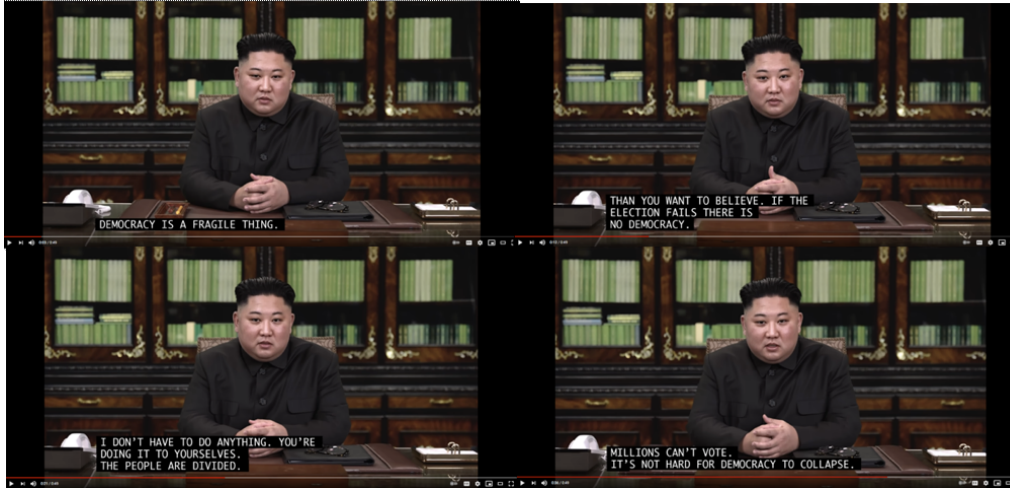 DEMOCRACY IS A FRAGILE THING.
THAN YOU WANT TO BELIEVE. IF THE
ELECTION FAILS THERE IS
NO DEMOCRACY.
I DON'T HAVE TO DO ANYTHING. YOU'RE
DOING IT TO YOURSELVES.
THE PEOPLE ARE DIVIDED.
MILLIONS CAN'T VOTE.
IT'S NOT HARD FOR DEMOCRACY TO COLLAPSE.